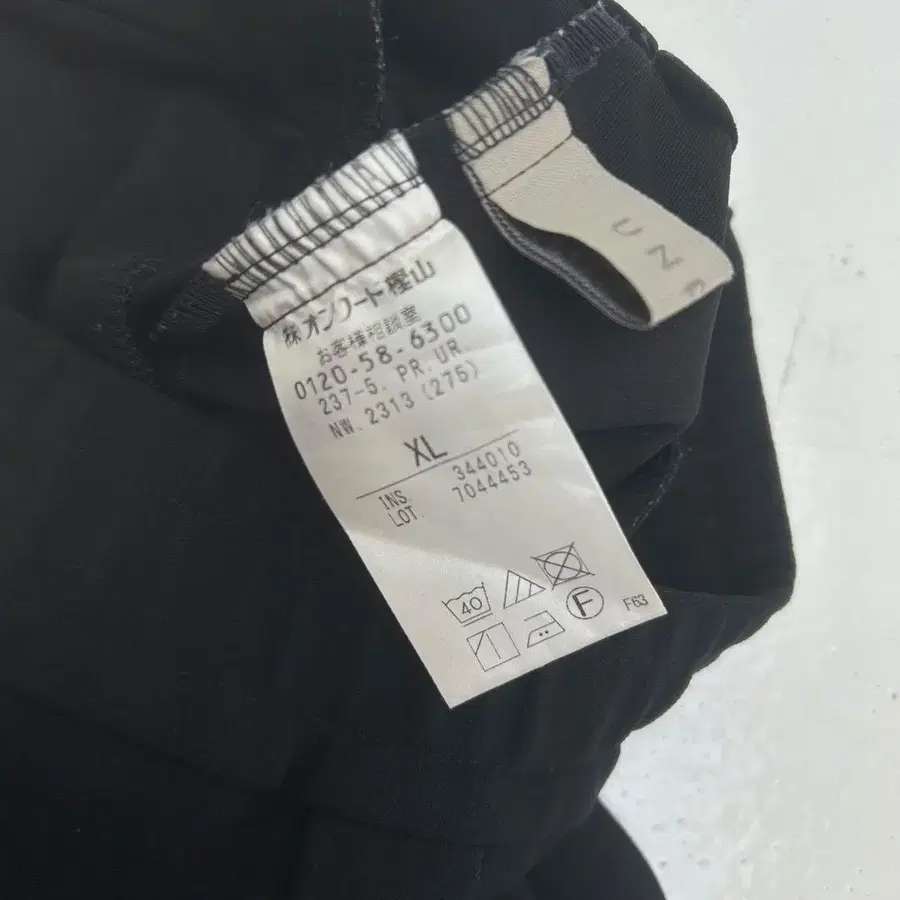 ㈱オンワード樫山
お客様相談室
0120-58-6300
237-5. PR. UR.
NW. 2313 (275)
XL
INS. 344010
LOT. 7044453
40
F
F63
UN